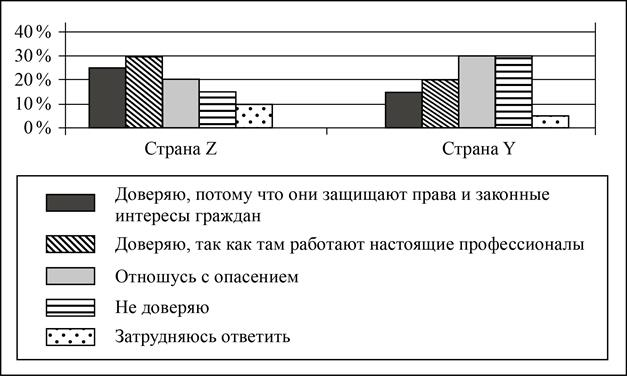 40 %
30 %
20 %
10 %
0 %
Страна Z
Страна Y
Доверяю, потому что они защищают права и законные
интересы граждан
Доверяю, так как там работают настоящие профессионалы
Отношусь с опасением
Не доверяю
Затрудняюсь ответить